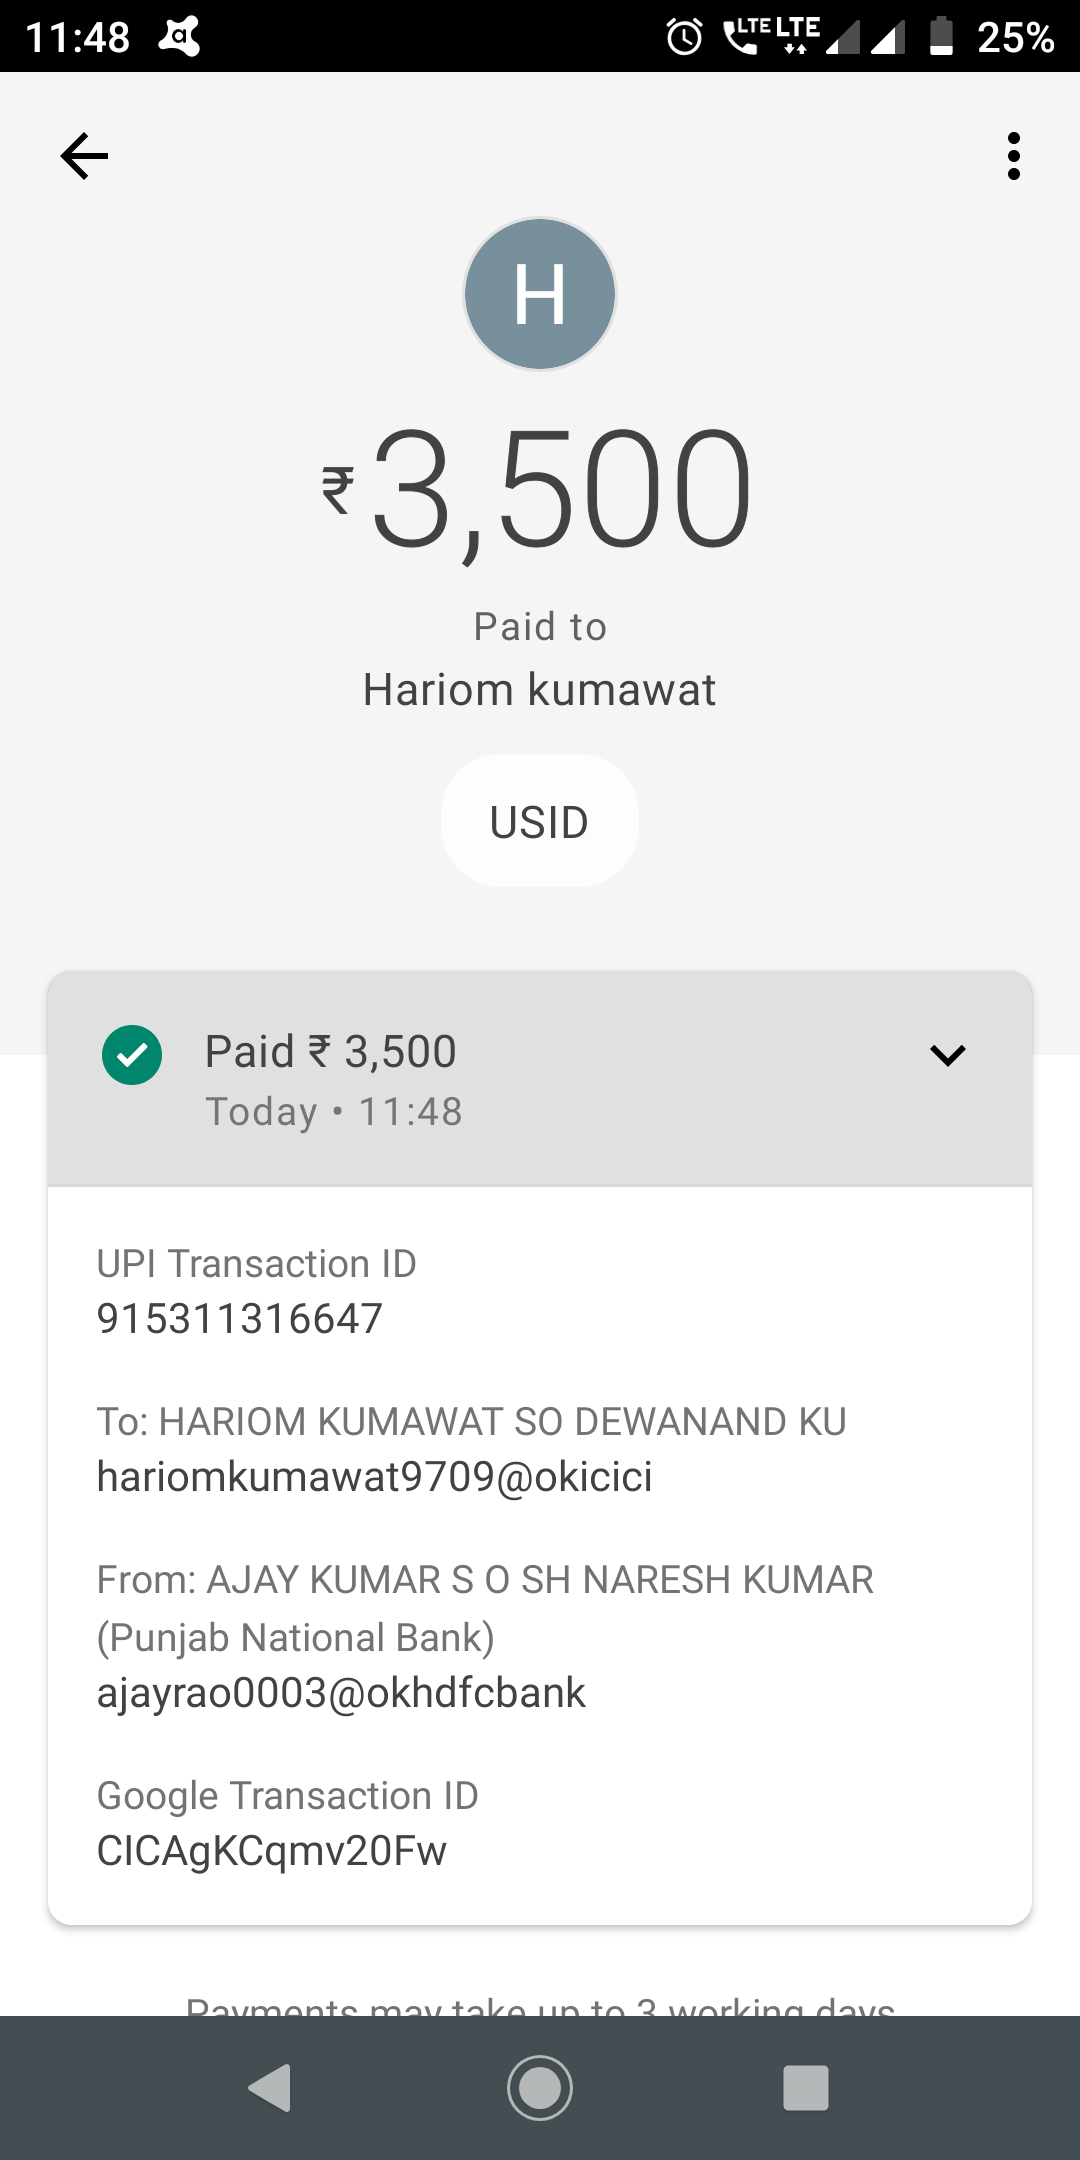 11:48
LTE LTE 25%
H
₹3,500
Paid to
Hariom kumawat
USID
Paid ₹ 3,500
Today • 11:48
UPI Transaction ID
915311316647
To: HARIOM KUMAWAT SO DEWANAND KU
hariomkumawat9709@okicici
From: AJAY KUMAR S O SH NARESH KUMAR
(Punjab National Bank)
ajayrao0003@okhdfcbank
Google Transaction ID
CICAgKCqmv20Fw
Payments may take up to 3 working days